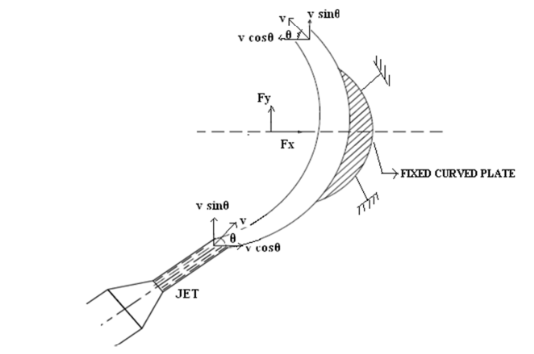 v v sinθ
v cosθ θ
Fy
Fx
FIXED CURVED PLATE
v sinθ
v
θ
v cosθ
JET